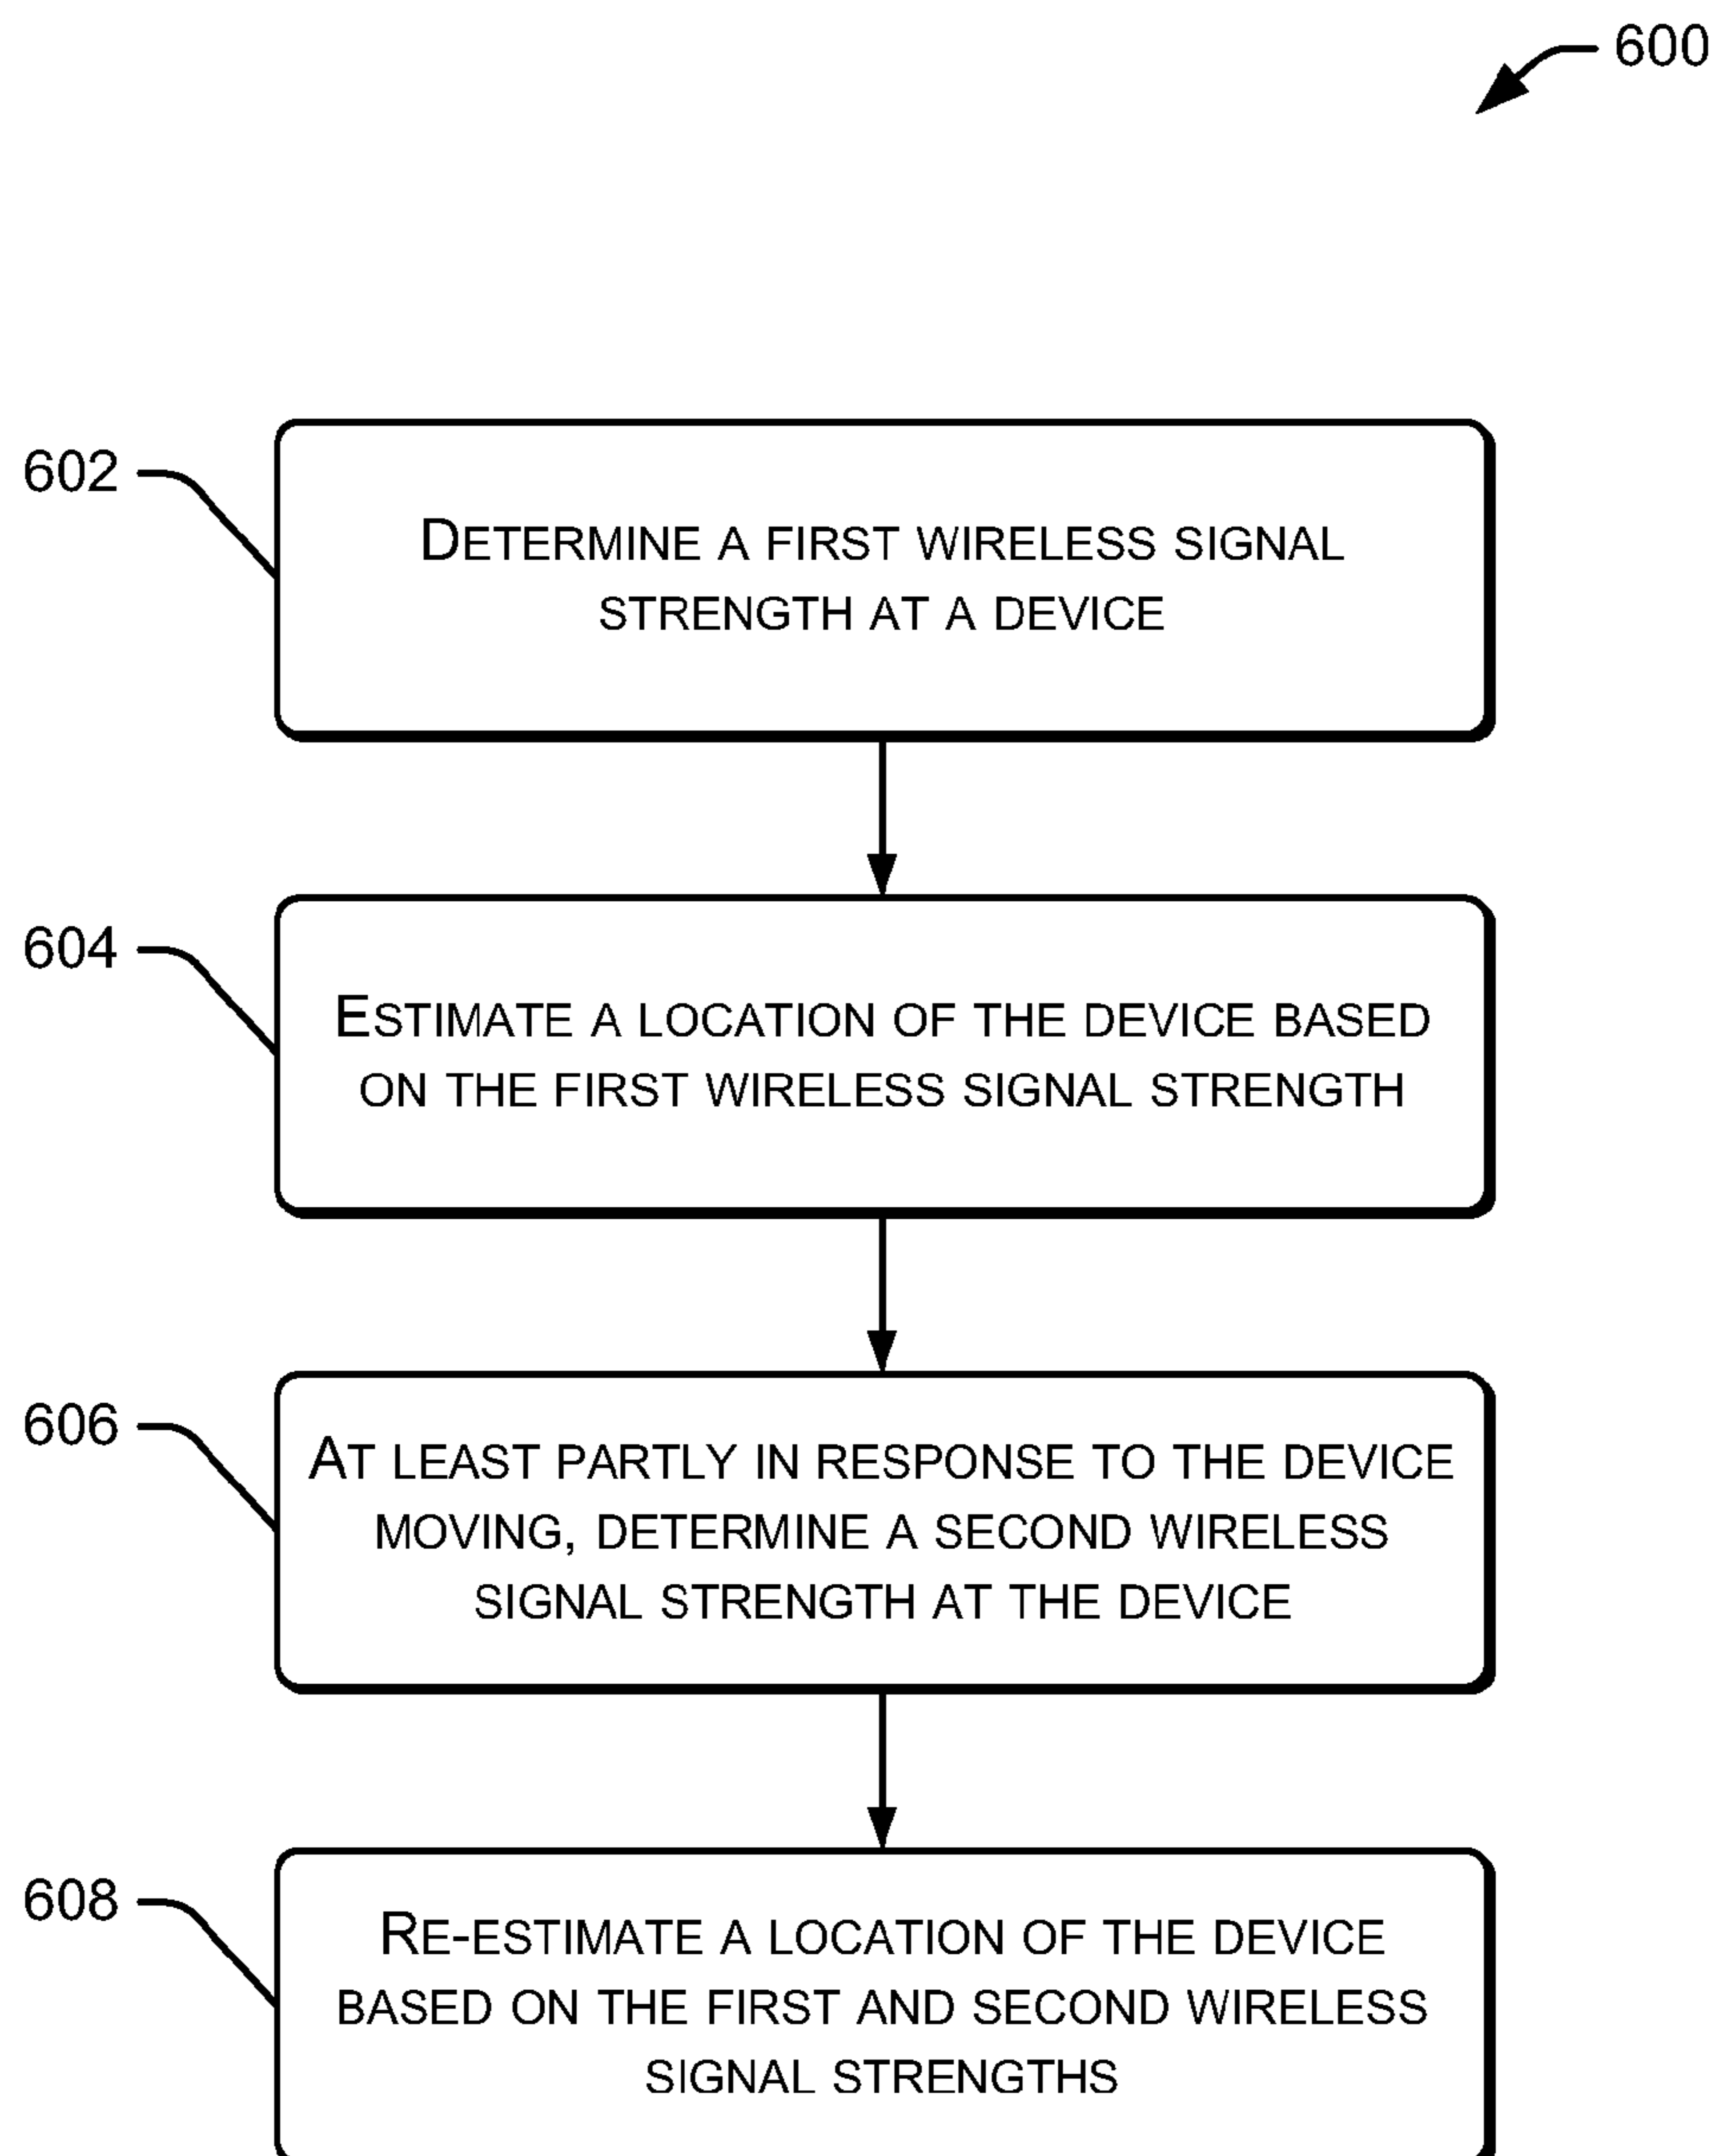 600
602
DETERMINE A FIRST WIRELESS SIGNAL
STRENGTH AT A DEVICE
604
ESTIMATE A LOCATION OF THE DEVICE BASED
ON THE FIRST WIRELESS SIGNAL STRENGTH
606
AT LEAST PARTLY IN RESPONSE TO THE DEVICE
MOVING, DETERMINE A SECOND WIRELESS
SIGNAL STRENGTH AT THE DEVICE
608
RE-ESTIMATE A LOCATION OF THE DEVICE
BASED ON THE FIRST AND SECOND WIRELESS
SIGNAL STRENGTHS